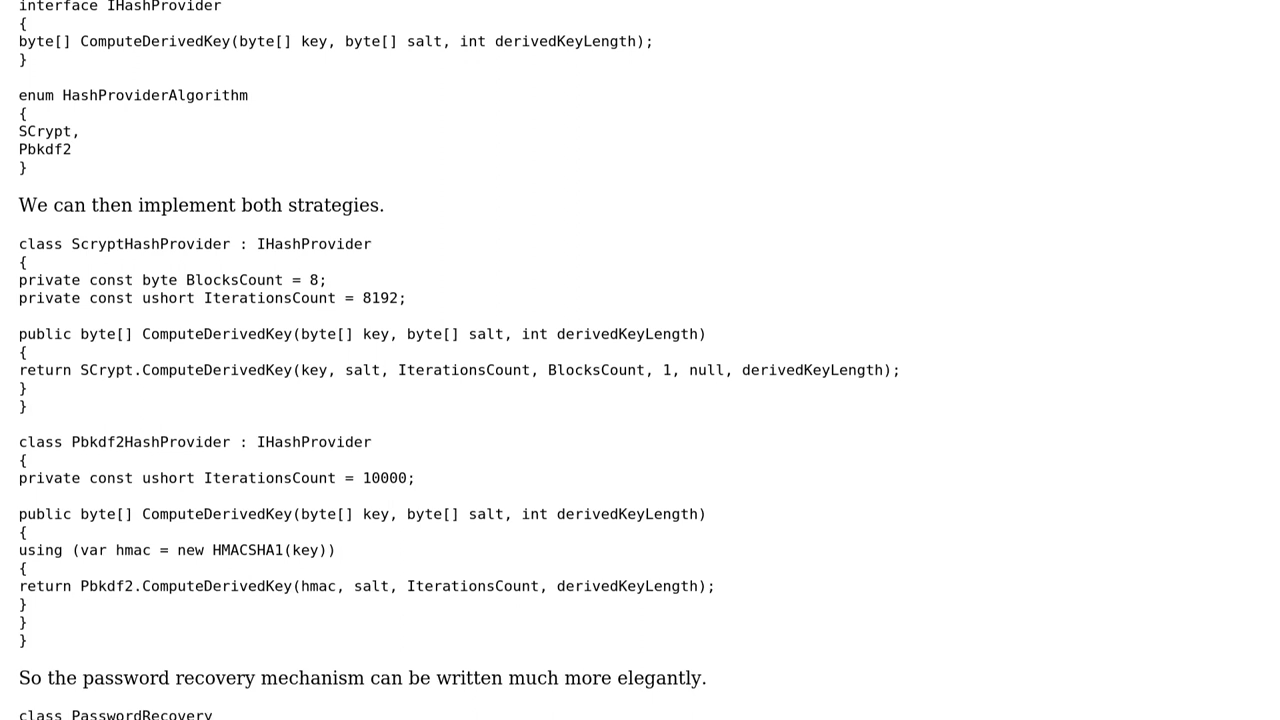 interface IHashProvider
{
byte[] ComputeDerivedKey(byte[] key, byte[] salt, int derivedKeyLength);
}
enum HashProviderAlgorithm
{
SCrypt,
Pbkdf2
}
We can then implement both strategies.
class ScryptHashProvider : IHashProvider
{
private const byte BlocksCount = 8;
private const ushort IterationsCount = 8192;
public byte[] ComputeDerivedKey(byte[] key, byte[] salt, int derivedKeyLength)
{
return SCrypt.ComputeDerivedKey(key, salt, IterationsCount, BlocksCount, 1, null, derivedKeyLength);
}
}
class Pbkdf2HashProvider : IHashProvider
{
private const ushort IterationsCount = 10000;
public byte[] ComputeDerivedKey(byte[] key, byte[] salt, int derivedKeyLength)
{
using (var hmac = new HMACSHA1(key))
{
return Pbkdf2.ComputeDerivedKey(hmac, salt, IterationsCount, derivedKeyLength);
}
}
}
So the password recovery mechanism can be written much more elegantly.
class PasswordRecovery